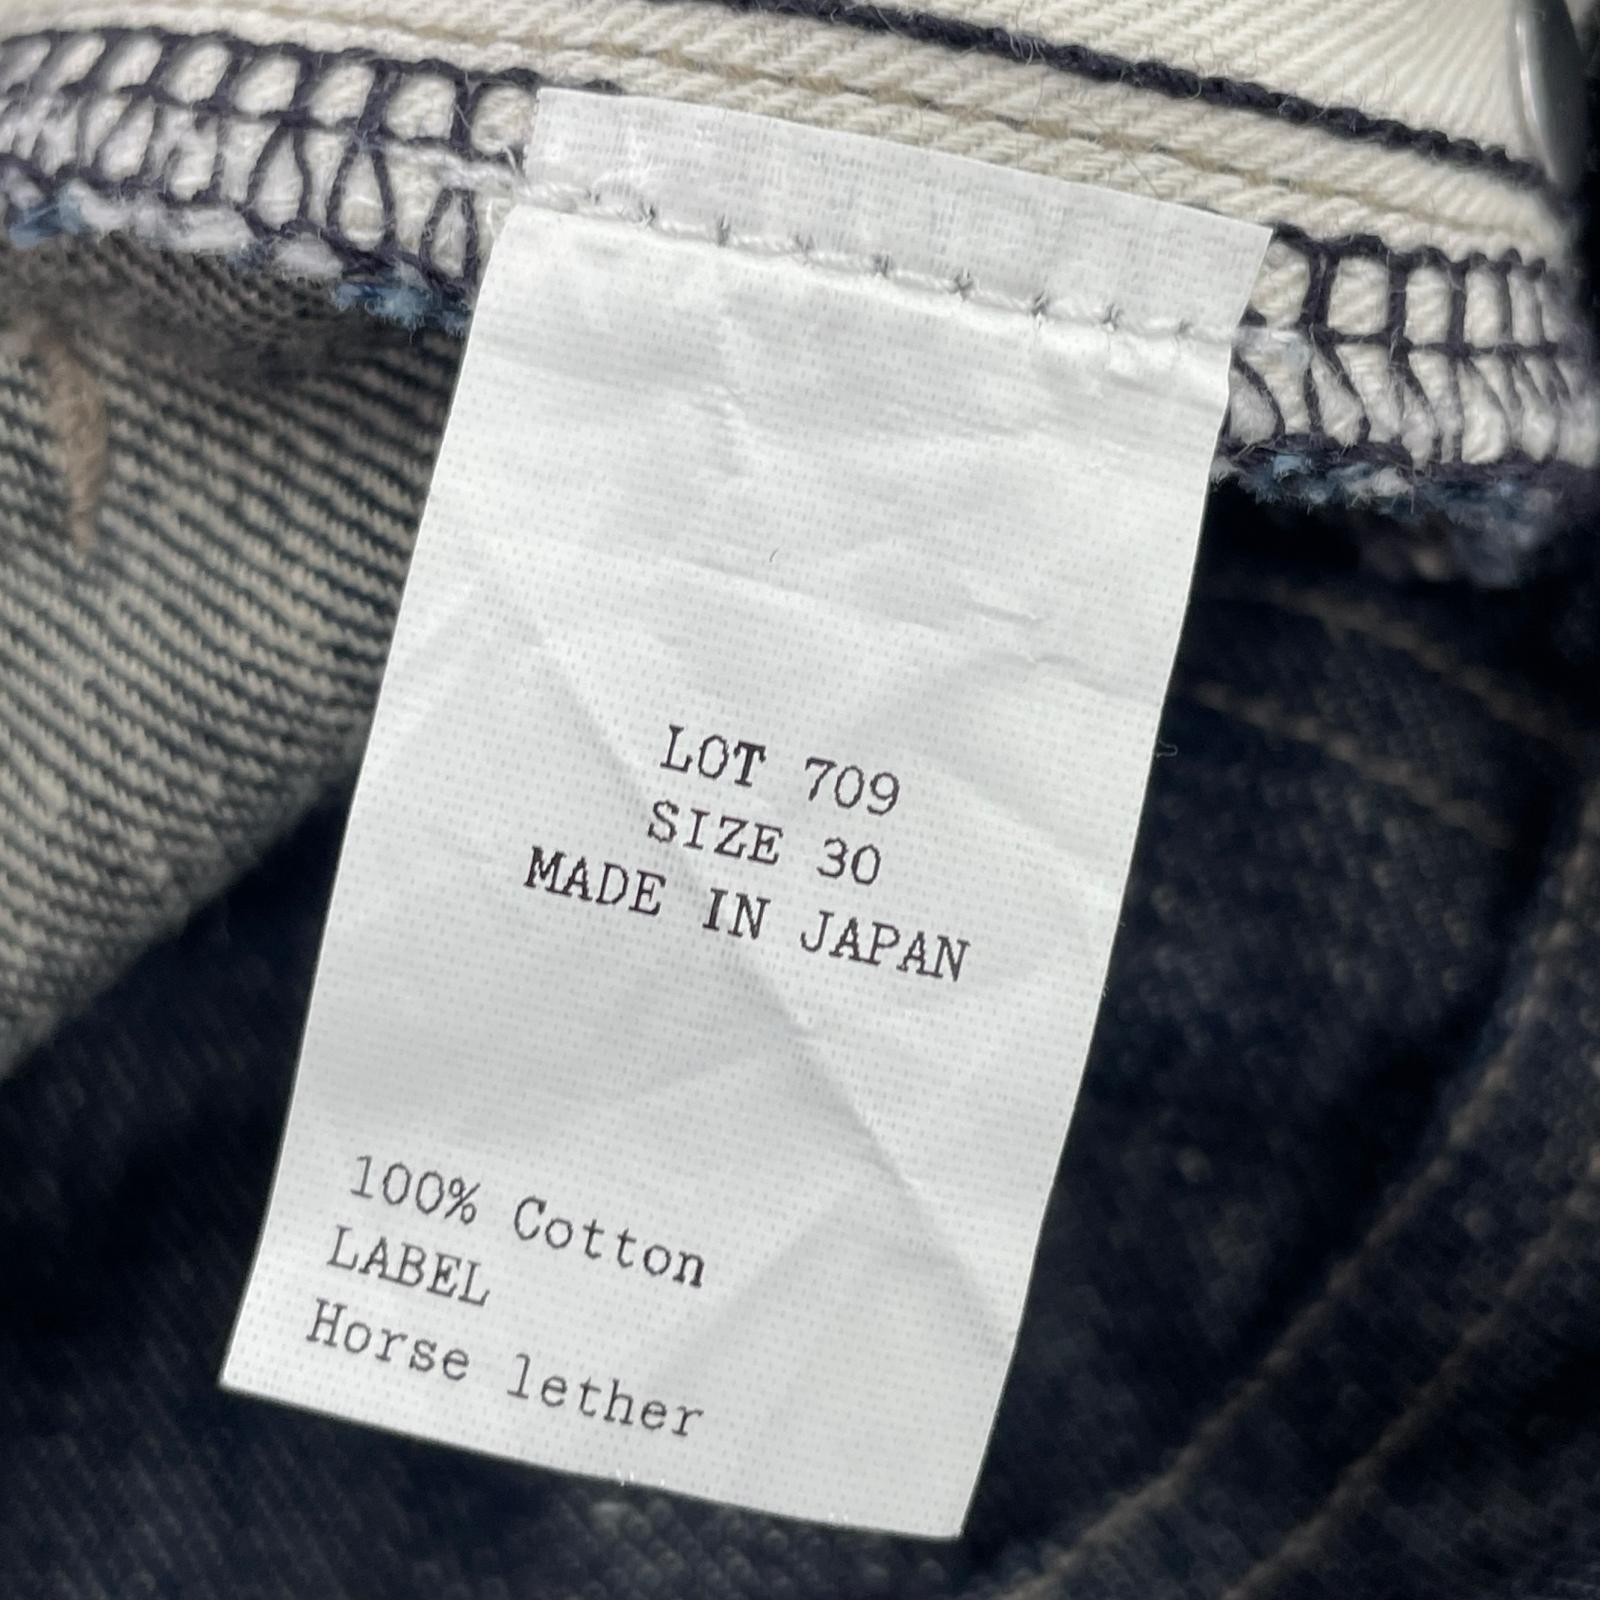 LOT 709
SIZE 30
MADE IN JAPAN
100% Cotton
LABEL
Horse lether